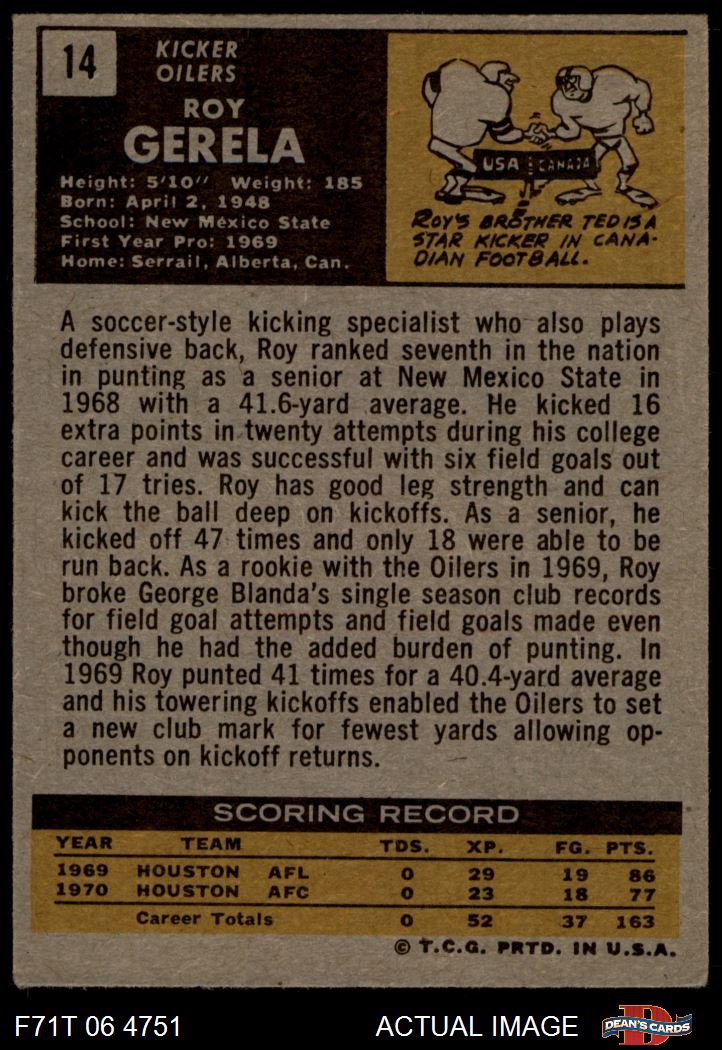 14
KICKER
OILERS
ROY
GERELA
Height: 5'10" Weight: 185
Born: April 2, 1948
School: New Mexico State
First Year Pro: 1969
Home: Serrail, Alberta, Can.
USA CANADA
ROY'S BROTHER TED IS A
STAR KICKER IN CANA-
DIAN FOOTBALL.
A soccer-style kicking specialist who also plays
defensive back, Roy ranked seventh in the nation
in punting as a senior at New Mexico State in
1968 with a 41.6-yard average. He kicked 16
extra points in twenty attempts during his college
career and was successful with six field goals out
of 17 tries. Roy has good leg strength and can
kick the ball deep on kickoffs. As a senior, he
kicked off 47 times and only 18 were able to be
run back. As a rookie with the Oilers in 1969, Roy
broke George Blanda's single season club records
for field goal attempts and field goals made even
though he had the added burden of punting. In
1969 Roy punted 41 times for a 40.4-yard average
and his towering kickoffs enabled the Oilers to set
a new club mark for fewest yards allowing op-
ponents on kickoff returns.
SCORING RECORD
YEAR TEAM TDS. XP. FG. PTS.
1969 HOUSTON AFL 0 29 19 86
1970 HOUSTON AFC 0 23 18 77
Career Totals 0 52 37 163
© T.C.G. PRTD. IN U.S.A.
F71T 06 4751 ACTUAL IMAGE D DEAN'S CARDS